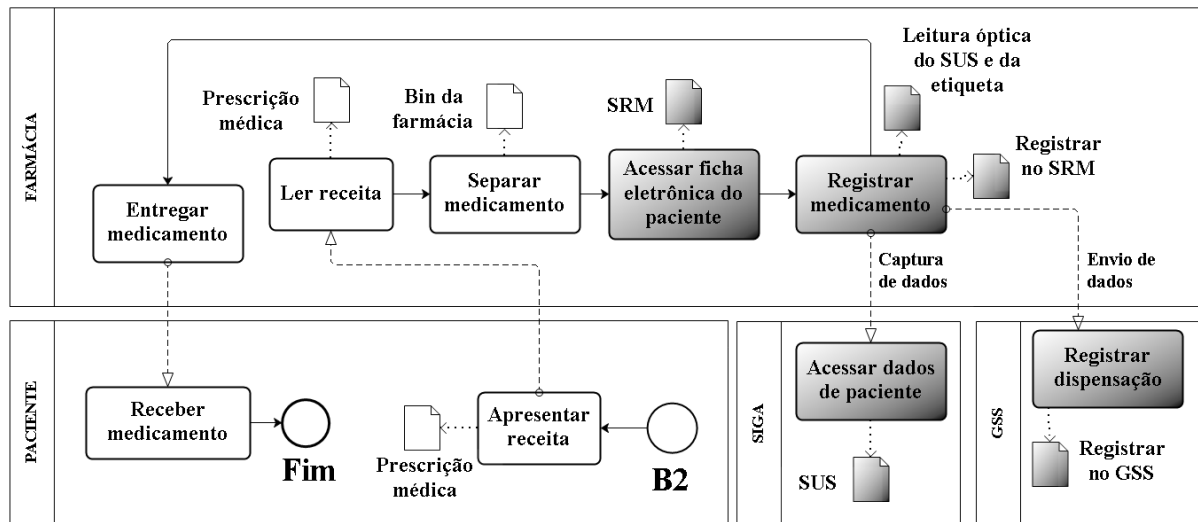 FARMÁCIA
Prescrição
médica
Bin da
farmácia
SRM
Leitura óptica
do SUS e da
etiqueta
Registrar
no SRM
Entregar
medicamento
Ler receita
Separar
medicamento
Acessar ficha
eletrônica do
paciente
Registrar
medicamento
Captura
de dados
Envio de
dados
PACIENTE
Receber
medicamento
Fim
Prescrição
médica
Apresentar
receita
B2
SIGA
Acessar dados
de paciente
SUS
GSS
Registrar
dispensação
Registrar
no GSS